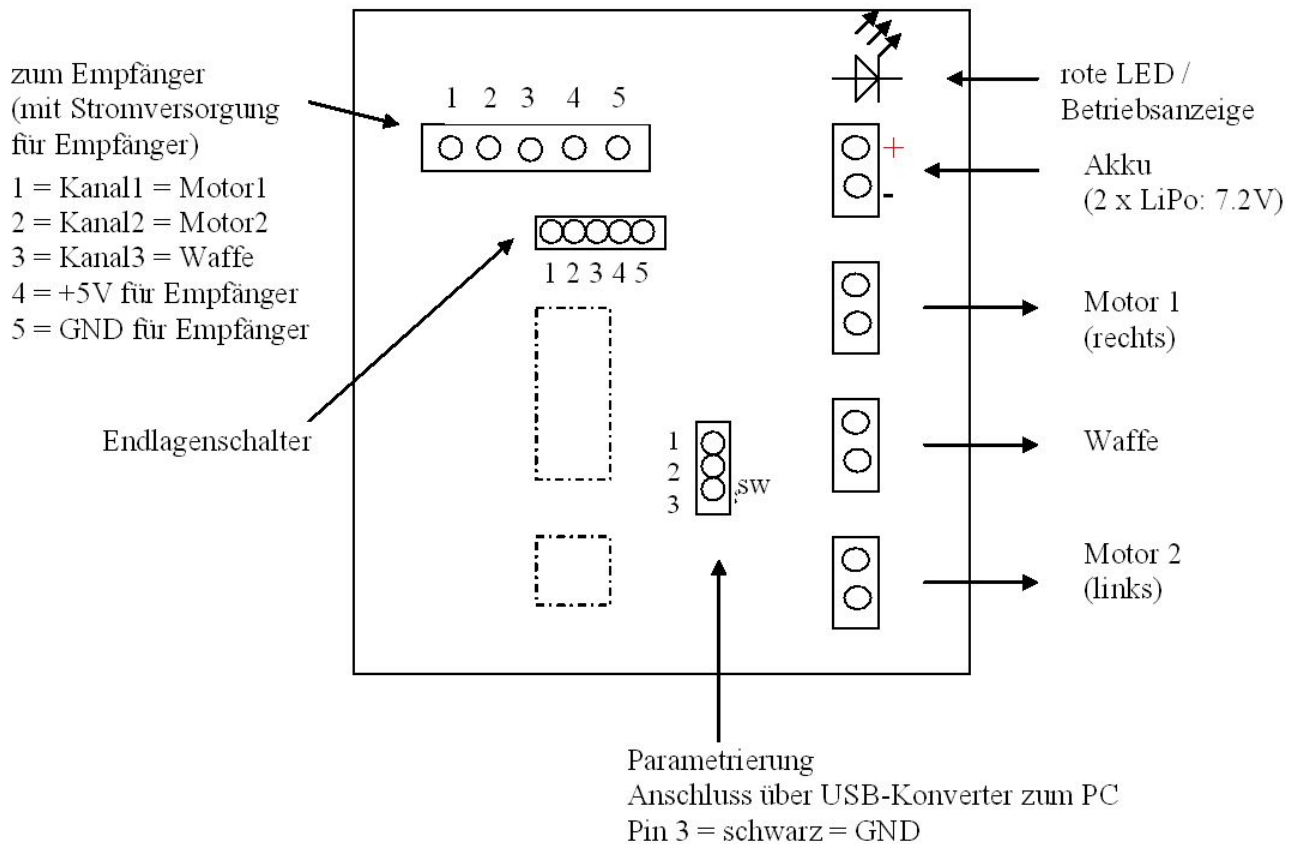 zum Empfänger
(mit Stromversorgung
für Empfänger)
1 = Kanal1 = Motor1
2 = Kanal2 = Motor2
3 = Kanal3 = Waffe
4 = +5V für Empfänger
5 = GND für Empfänger
Endlagenschalter
1 2 3 4 5
1 2 3 4 5
1
2
3
sw
+
-
rote LED /
Betriebsanzeige
Akku
(2 x LiPo: 7.2V)
Motor 1
(rechts)
Waffe
Motor 2
(links)
Parametrierung
Anschluss über USB-Konverter zum PC
Pin 3 = schwarz = GND